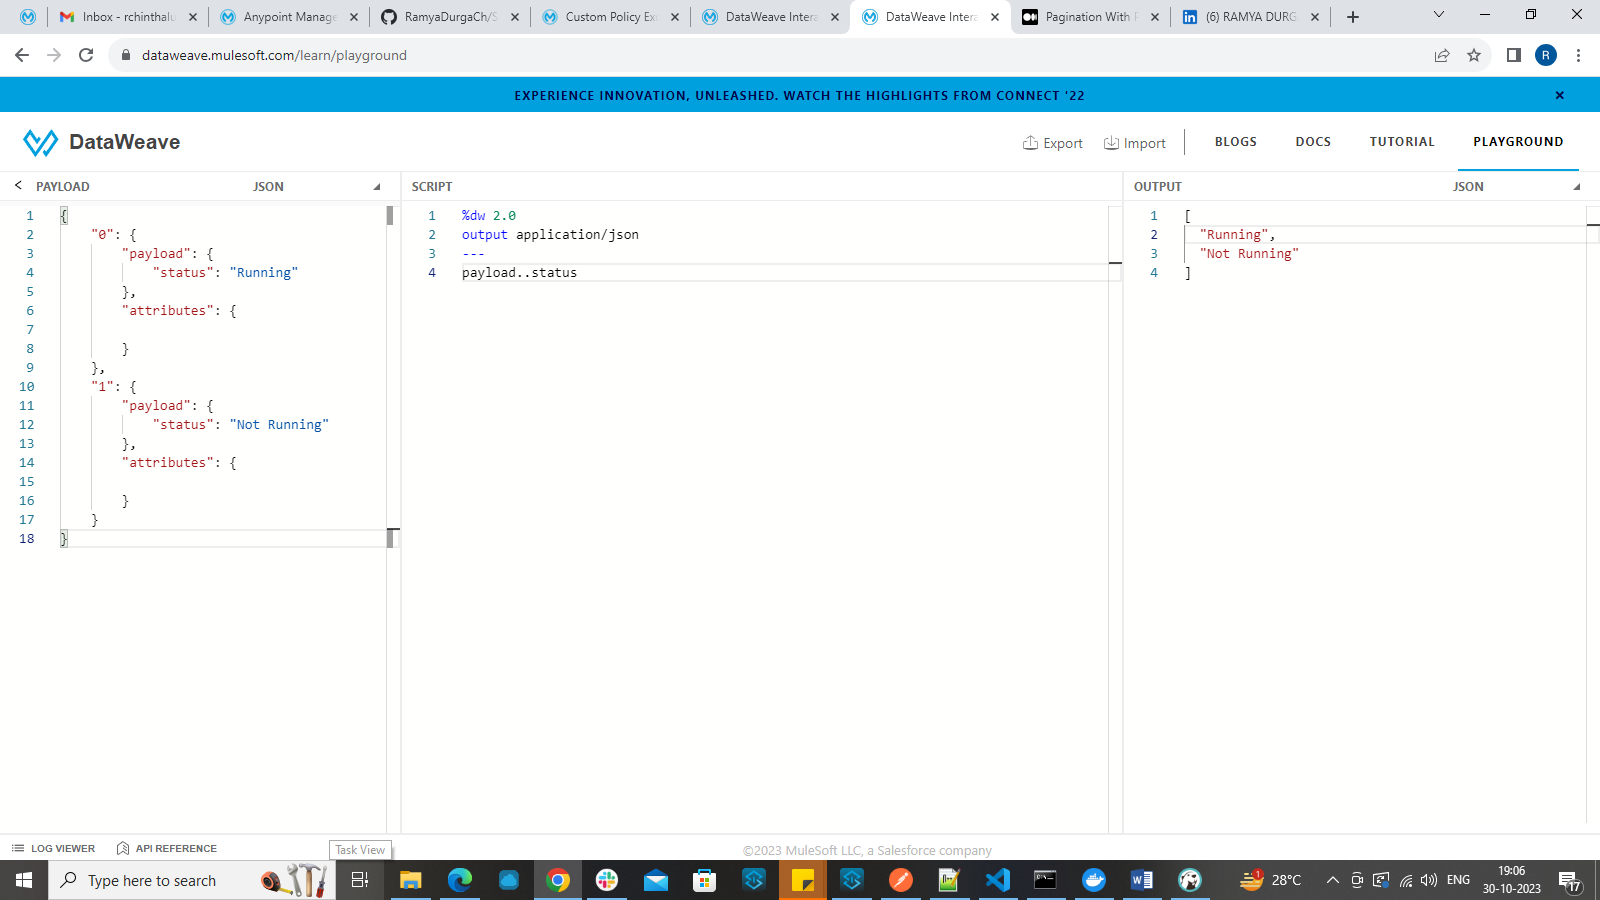 Inbox - rchinthalu
Anypoint Manage
RamyaDurgaCh/S
Custom Policy Exc
DataWeave Intera
DataWeave Intera
Pagination With P
(6) RAMYA DURG
dataweave.mulesoft.com/learn/playground
R
EXPERIENCE INNOVATION, UNLEASHED. WATCH THE HIGHLIGHTS FROM CONNECT '22
DataWeave
Export
Import
BLOGS
DOCS
TUTORIAL
PLAYGROUND
PAYLOAD
JSON
1 {
2 "0": {
3 "payload": {
4 "status": "Running"
5 },
6 "attributes": {
7
8 }
9 },
10 "1": {
11 "payload": {
12 "status": "Not Running"
13 },
14 "attributes": {
15
16 }
17 }
18 }
SCRIPT
1 %dw 2.0
2 output application/json
3 ---
4 payload..status
OUTPUT
JSON
1 [
2 "Running",
3 "Not Running"
4 ]
LOG VIEWER
API REFERENCE
Task View
©2023 MuleSoft LLC, a Salesforce company
Type here to search
1
28°C
ENG
19:06
30-10-2023
17